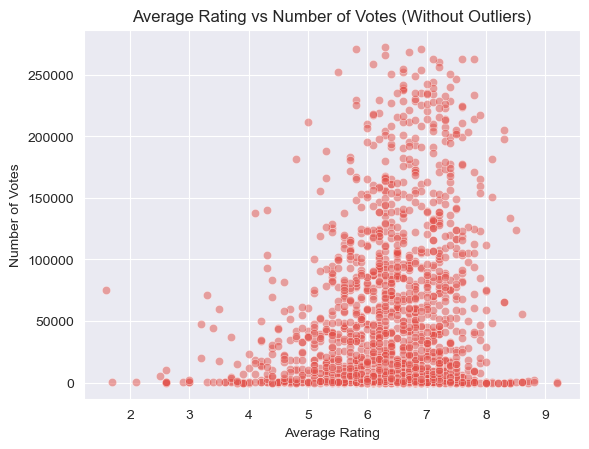 Average Rating vs Number of Votes (Without Outliers)
Number of Votes
250000
200000
150000
100000
50000
0
2 3 4 5 6 7 8 9
Average Rating